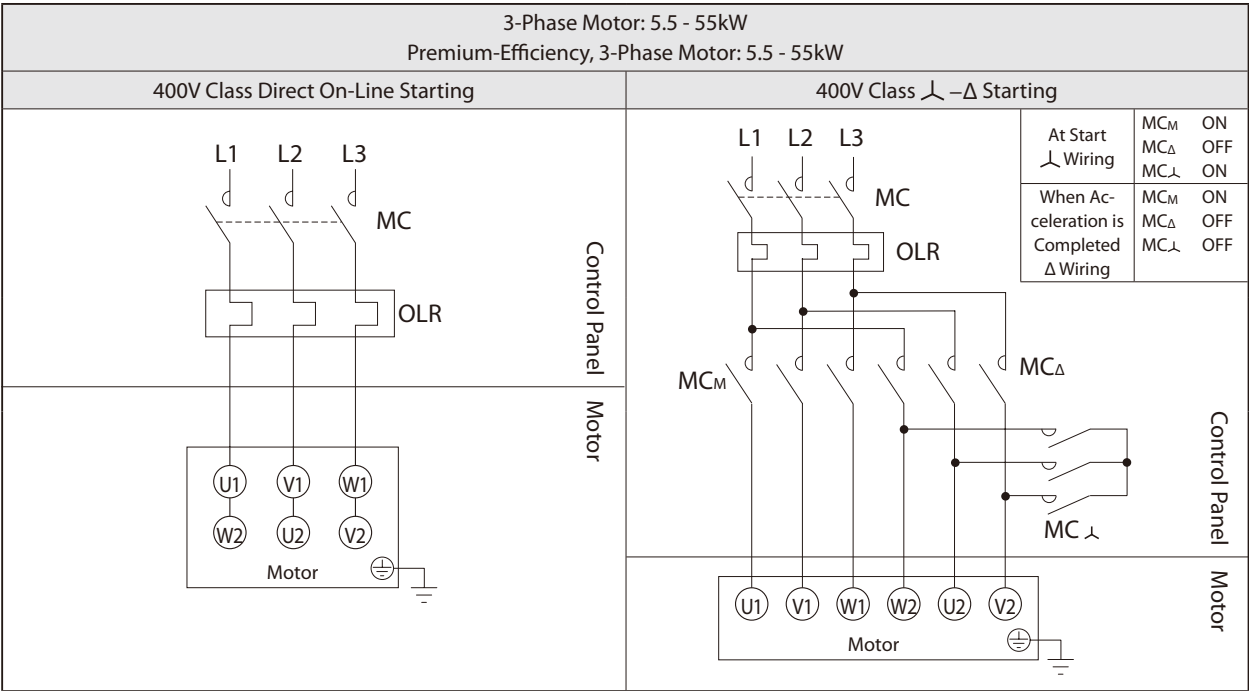 3-Phase Motor: 5.5 - 55kW
Premium-Efficiency, 3-Phase Motor: 5.5 - 55kW
400V Class Direct On-Line Starting
400V Class ⅄ –Δ Starting
L1 L2 L3
MC
OLR
Control Panel
Motor
U1 V1 W1
W2 U2 V2
Motor
At Start
⅄ Wiring
MCM ON
MCΔ OFF
MC⅄ ON
When Ac-
celeration is
Completed
Δ Wiring
MCM ON
MCΔ OFF
MC⅄ OFF
L1 L2 L3
MC
OLR
MCM
MCΔ
MC ⅄
Control Panel
Motor
U1 V1 W1 W2 U2 V2
Motor